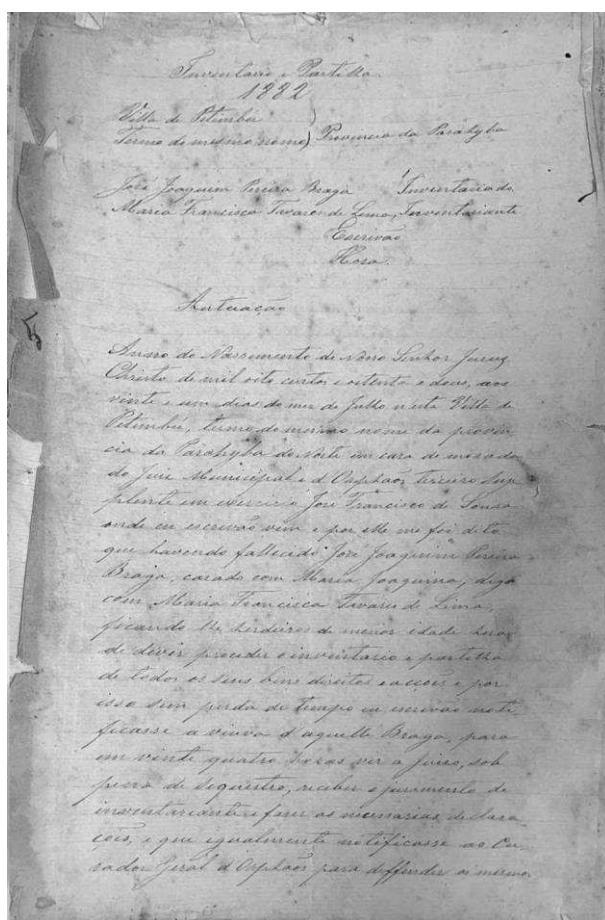 Inventario e Partilha
1882
Villa de Pitimbu
Termo do mesmo nome } Provincia da Parahyba
José Joaquim Pereira Braga Inventariado
Maria Francisca Tavares de Lima, Inventariante
Escrivão
Autuação
Anno do Nascimento de Nosso Senhor Jesus
Christo de mil oito centos e oitenta e dous, aos
vinte e um dias do mez de Julho n'esta Villa de
Pitimbu, termo do mesmo nome da provin
cia da Parahyba do Norte em casa de morada
do Juiz Municipal e d'Orphãos terceiro sup
plente em exercicio José Francisco de Sousa
onde eu escrivão vim e por elle me foi dito
que havendo fallecido José Joaquim Pereira
Braga, casado com Maria Joaquina, digo
com Maria Francisca Tavares de Lima,
ficando lhe herdeiros de menor idade
de dever proceder o inventario e partilha
de todos os seus bens direitos e acções e por
isso sem perda de tempo eu escrivão noti
ficasse a viuva d'aquelle Braga, para
em vinte quatro horas vir a juiso, sob
pena de sequestro, receber o juramento de
inventariante e faser as necessarias declara
ções, e que igualmente notificasse ao Cu
rador Geral d'Orphãos para deffender os mesmos